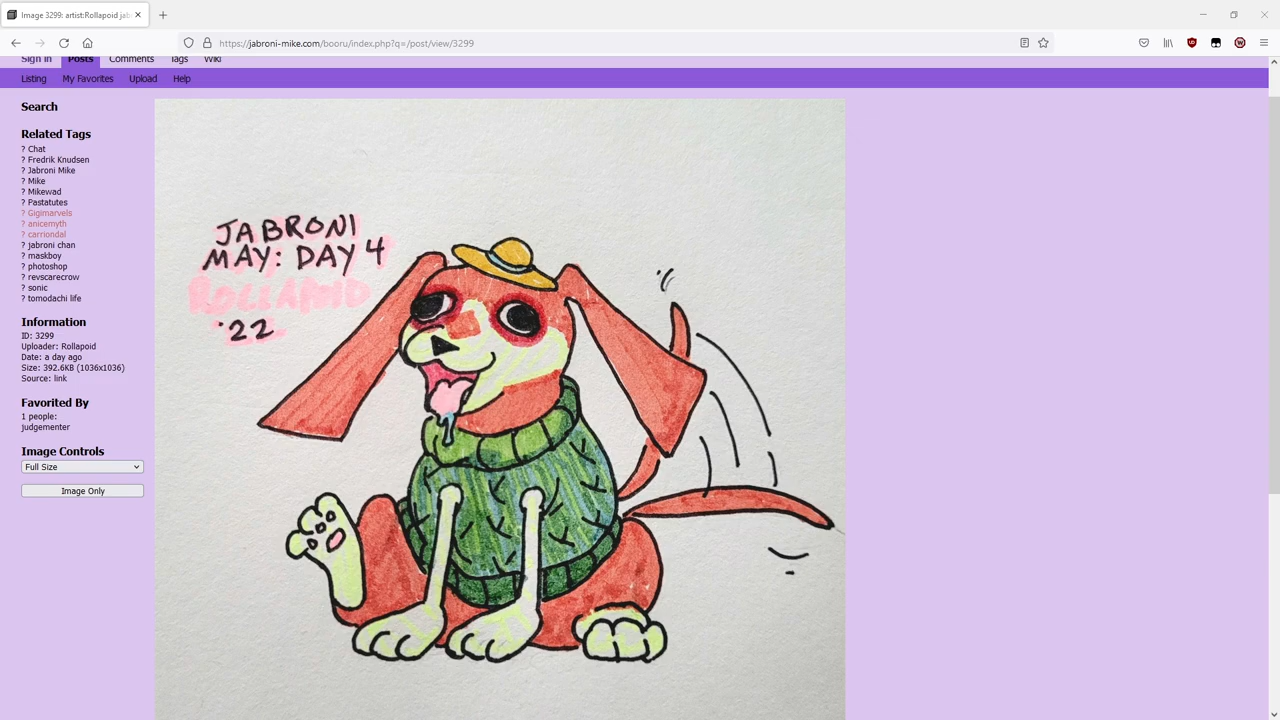 Image 3299: artist:Rollapoid jab
https://jabroni-mike.com/booru/index.php?q=/post/view/3299
Sign In Posts Comments Tags Wiki
Listing My Favorites Upload Help
Search
Related Tags
? Chat
? Fredrik Knudsen
? Jabroni Mike
? Mike
? Mikewad
? Pastatutes
? Gigimarvels
? anicemyth
? carriondal
? jabroni chan
? maskboy
? photoshop
? revscarecrow
? sonic
? tomodachi life
Information
ID: 3299
Uploader: Rollapoid
Date: a day ago
Size: 392.6KB (1036x1036)
Source: link
Favorited By
1 people:
judgementer
Image Controls
Full Size
Image Only
JABRONI
MAY: DAY 4
ROLLAPOID
'22